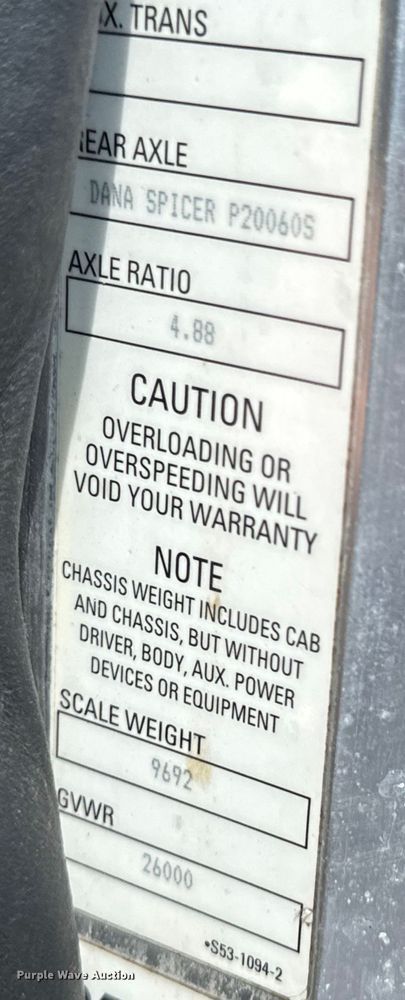 X. TRANS
REAR AXLE
DANA SPICER P20060S
AXLE RATIO
4.88
CAUTION
OVERLOADING OR
OVERSPEEDING WILL
VOID YOUR WARRANTY
NOTE
CHASSIS WEIGHT INCLUDES CAB
AND CHASSIS, BUT WITHOUT
DRIVER, BODY, AUX. POWER
DEVICES OR EQUIPMENT
SCALE WEIGHT
9692
GVWR
26000
•S53-1094-2
Purple Wave Auction